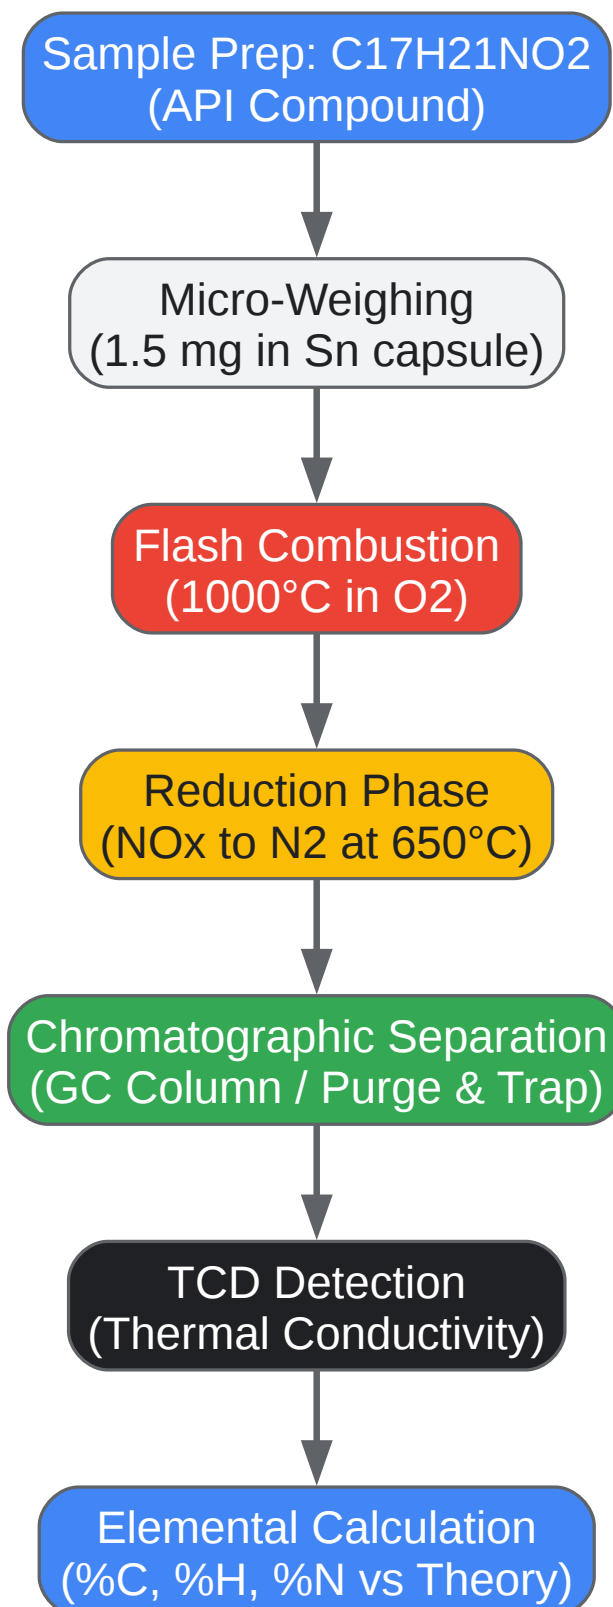 Sample Prep: C17H21NO2
(API Compound)
Micro-Weighing
(1.5 mg in Sn capsule)
Flash Combustion
(1000°C in O2)
Reduction Phase
(NOx to N2 at 650°C)
Chromatographic Separation
(GC Column / Purge & Trap)
TCD Detection
(Thermal Conductivity)
Elemental Calculation
(%C, %H, %N vs Theory)